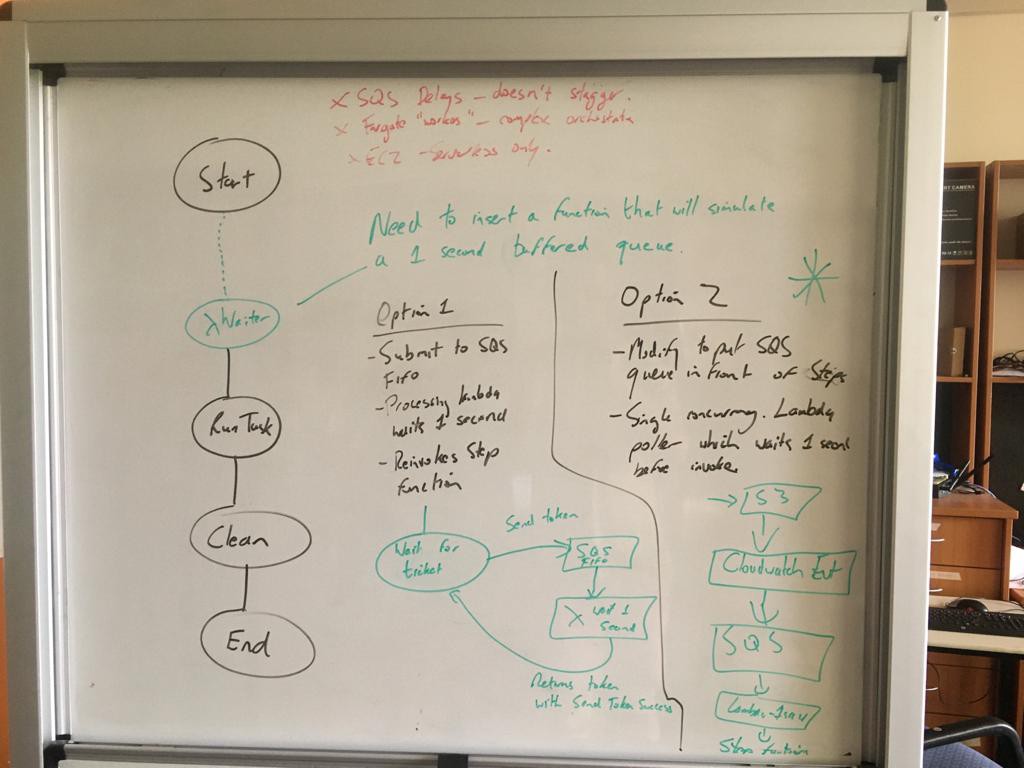 X SQS Delays - doesn't stagger.
X Fargate "workers" - complex
X EC2 - Serverless only.
Start
Need to insert a function that will simulate
a 1 second buffered queue.
λ Waiter
Run Task
Clean
End
Option 1
- Submit to SQS
FIFO
- Processing lambda
waits 1 second
- Reinvokes Step
function
Wait for
ticket
Send token
SQS
FIFO
λ wait 1
Second
Returns token
with Send Token Success
Option 2
- Modify to put SQS
queue in front of Steps
- Single concurrency. Lambda
poller which waits 1 second
before invoke.
S3
Cloudwatch Evt
SQS
Lambda
Step function
RT CAMERA